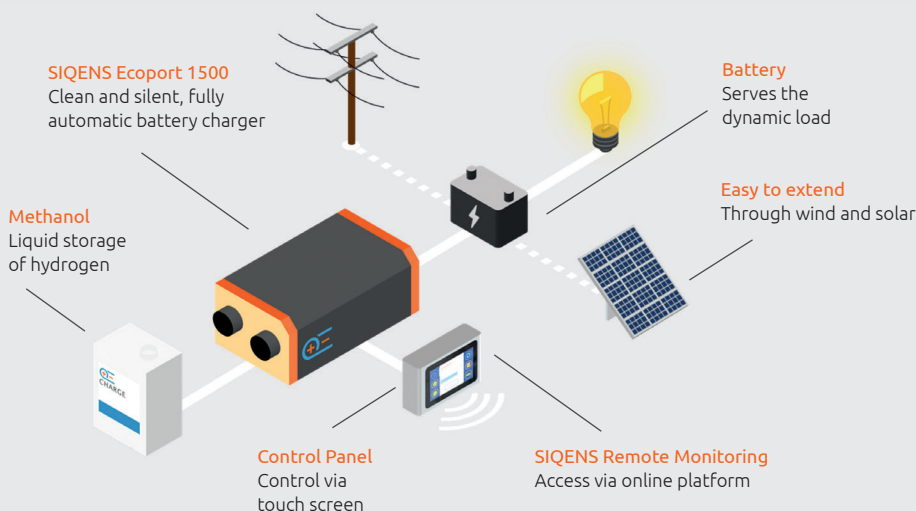 SIQENS Ecoport 1500
Clean and silent, fully
automatic battery charger
Battery
Serves the
dynamic load
Easy to extend
Through wind and solar
Methanol
Liquid storage
of hydrogen
CHARGE
Control Panel
Control via
touch screen
SIQENS Remote Monitoring
Access via online platform